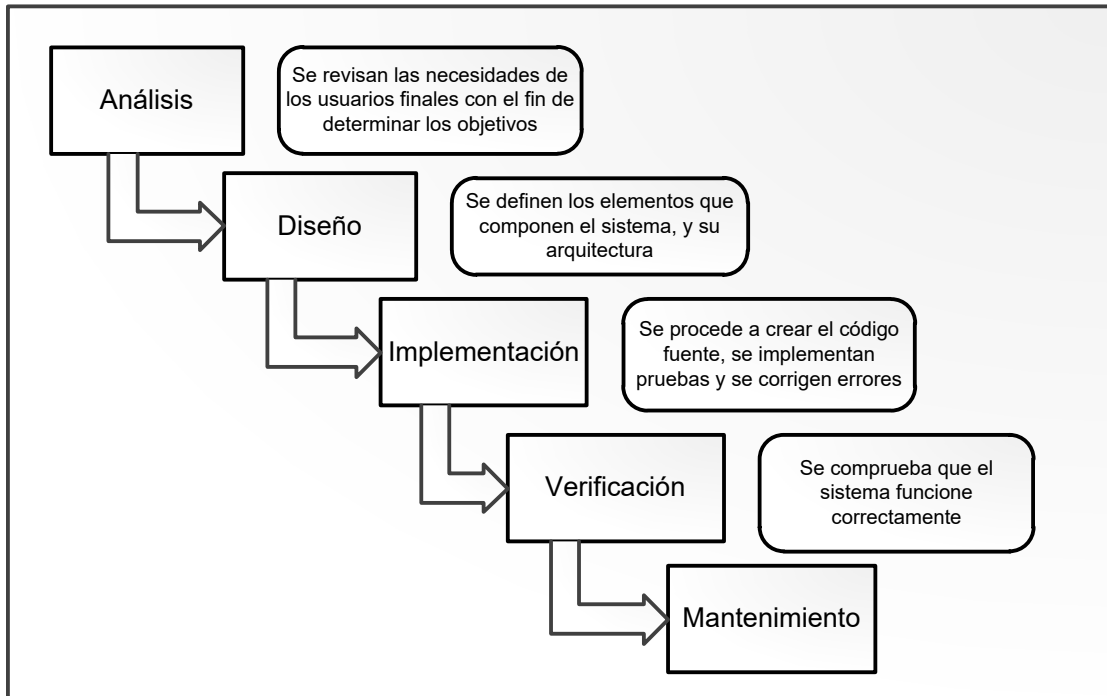 Análisis
Se revisan las necesidades de
los usuarios finales con el fin de
determinar los objetivos
Diseño
Se definen los elementos que
componen el sistema, y su
arquitectura
Implementación
Se procede a crear el código
fuente, se implementan
pruebas y se corrigen errores
Verificación
Se comprueba que el
sistema funcione
correctamente
Mantenimiento